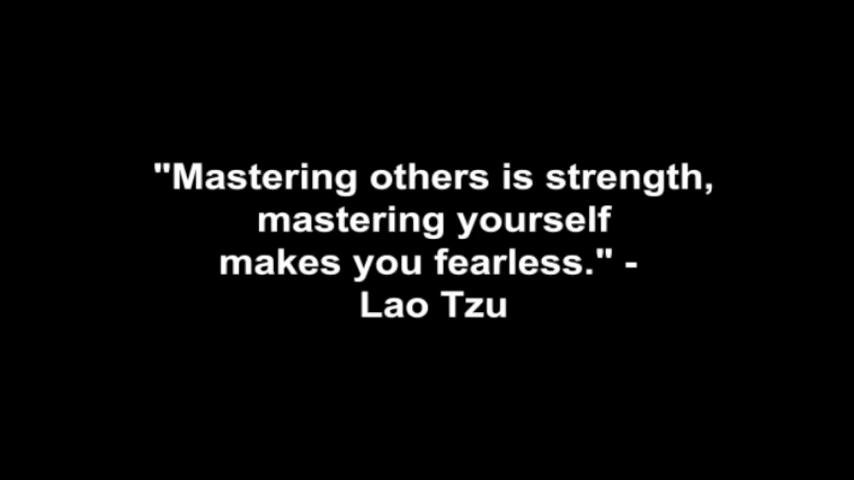 "Mastering others is strength,
mastering yourself
makes you fearless." -
Lao Tzu